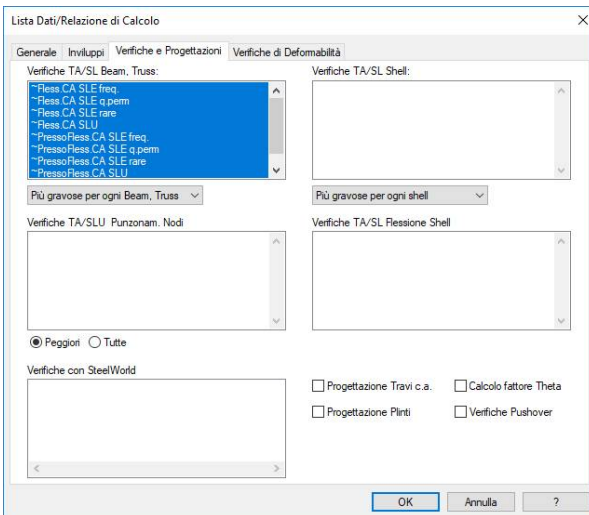 Lista Dati/Relazione di Calcolo
Generale Inviluppi Verifiche e Progettazioni Verifiche di Deformabilità
Verifiche TA/SL Beam, Truss:
~Fless.CA SLE freq.
~Fless.CA SLE q.perm
~Fless.CA SLE rare
~Fless.CA SLU
~PressoFless.CA SLE freq.
~PressoFless.CA SLE q.perm
~PressoFless.CA SLE rare
~PressoFless.CA SLU
Più gravose per ogni Beam, Truss
Verifiche TA/SL Shell:
Più gravose per ogni shell
Verifiche TA/SLU Punzonam. Nodi
Verifiche TA/SL Flessione Shell
Peggiori Tutte
Verifiche con SteelWorld
Progettazione Travi c.a. Calcolo fattore Theta
Progettazione Plinti Verifiche Pushover
OK Annulla ?